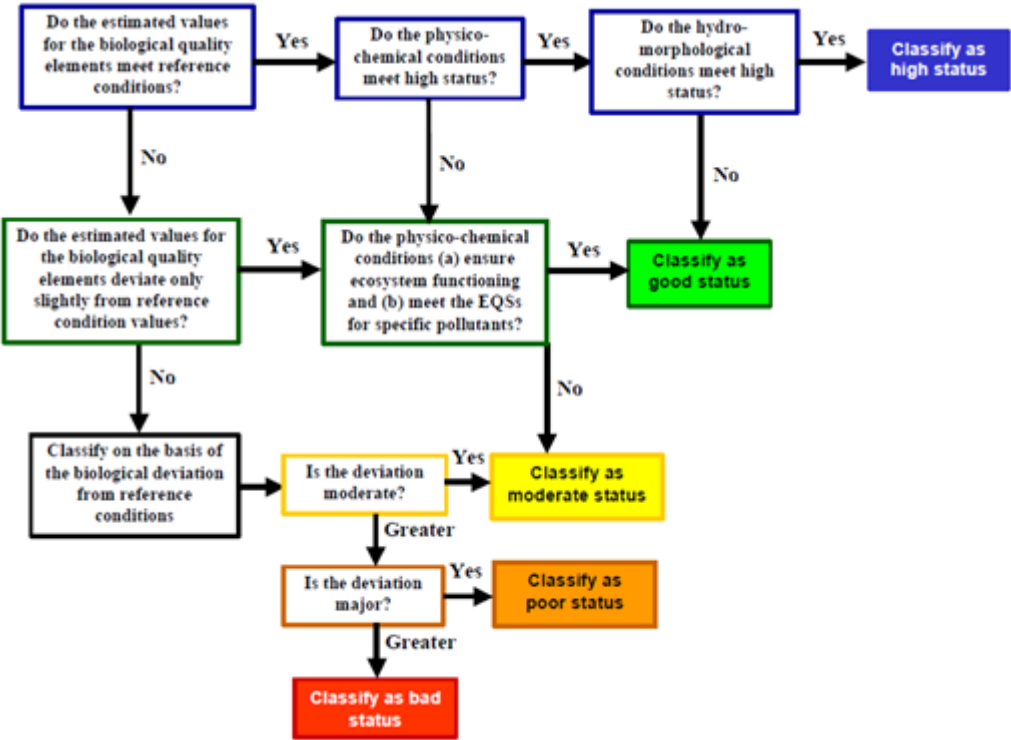 Do the estimated values
for the biological quality
elements meet reference
conditions?
Yes
Do the physico-
chemical conditions
meet high status?
Yes
Do the hydro-
morphological
conditions meet high
status?
Yes
Classify as
high status
No
No
No
Do the estimated values for
the biological quality
elements deviate only
slightly from reference
condition values?
Yes
Do the physico-chemical
conditions (a) ensure
ecosystem functioning
and (b) meet the EQSs
for specific pollutants?
Yes
Classify as
good status
No
No
Classify on the basis of
the biological deviation
from reference
conditions
Is the deviation
moderate?
Yes
Classify as
moderate status
Greater
Is the deviation
major?
Yes
Classify as
poor status
Greater
Classify as bad
status